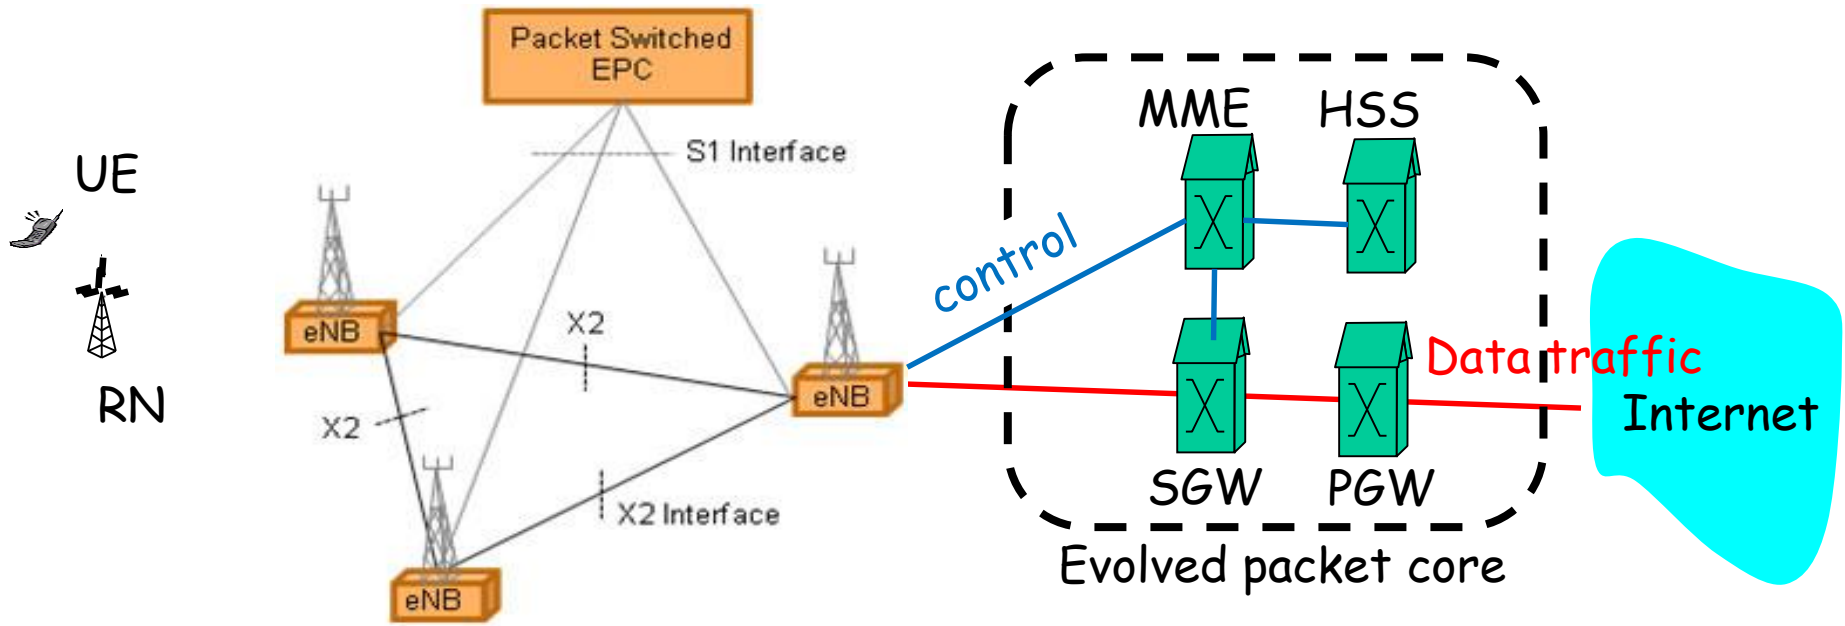 Packet Switched
EPC
S1 Interface
UE
RN
eNB
X2
X2
eNB
X2 Interface
eNB
control
MME
HSS
SGW
PGW
Data traffic
Internet
Evolved packet core